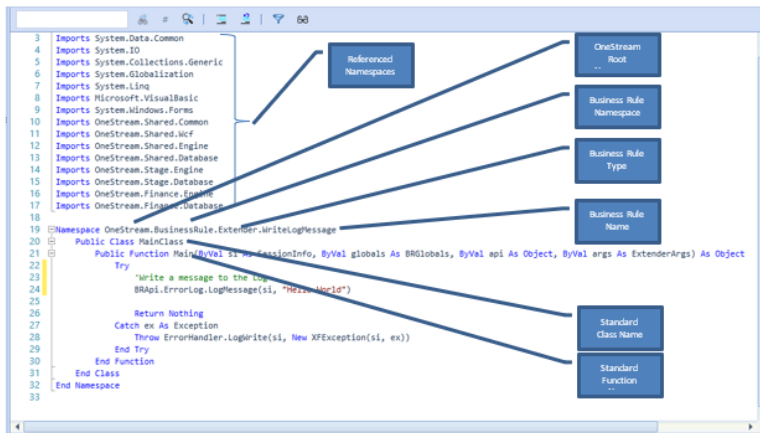 3 Imports System.Data.Common
4 Imports System.IO
5 Imports System.Collections.Generic
6 Imports System.Globalization
7 Imports System.Linq
8 Imports Microsoft.VisualBasic
9 Imports System.Windows.Forms
10 Imports OneStream.Shared.Common
11 Imports OneStream.Shared.Wcf
12 Imports OneStream.Shared.Engine
13 Imports OneStream.Shared.Database
14 Imports OneStream.Stage.Engine
15 Imports OneStream.Stage.Database
16 Imports OneStream.Finance.Engine
17 Imports OneStream.Finance.Database
18
19 Namespace OneStream.BusinessRule.Extender.WriteLogMessage
20 Public Class MainClass
21 Public Function Main(ByVal si As SessionInfo, ByVal globals As BRGlobals, ByVal api As Object, ByVal args As ExtenderArgs) As Object
22 Try
23 'Write a message to the Log
24 BRApi.ErrorLog.LogMessage(si, "Hello World")
25
26 Return Nothing
27 Catch ex As Exception
28 Throw ErrorHandler.LogWrite(si, New XFException(si, ex))
29 End Try
30 End Function
31 End Class
32 End Namespace
33
Referenced
Namespaces
OneStream
Root
Business Rule
Namespace
Business Rule
Type
Business Rule
Name
Standard
Class Name
Standard
Function